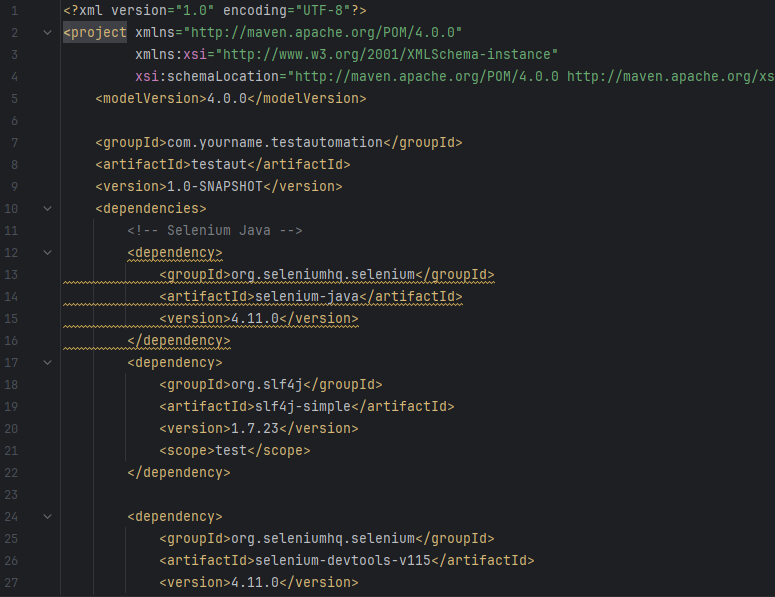 1 <?xml version="1.0" encoding="UTF-8"?>
2 <project xmlns="http://maven.apache.org/POM/4.0.0"
3 xmlns:xsi="http://www.w3.org/2001/XMLSchema-instance"
4 xsi:schemaLocation="http://maven.apache.org/POM/4.0.0 http://maven.apache.org/xs
5 <modelVersion>4.0.0</modelVersion>
6
7 <groupId>com.yourname.testautomation</groupId>
8 <artifactId>testaut</artifactId>
9 <version>1.0-SNAPSHOT</version>
10 <dependencies>
11 <!-- Selenium Java -->
12 <dependency>
13 <groupId>org.seleniumhq.selenium</groupId>
14 <artifactId>selenium-java</artifactId>
15 <version>4.11.0</version>
16 </dependency>
17 <dependency>
18 <groupId>org.slf4j</groupId>
19 <artifactId>slf4j-simple</artifactId>
20 <version>1.7.23</version>
21 <scope>test</scope>
22 </dependency>
23
24 <dependency>
25 <groupId>org.seleniumhq.selenium</groupId>
26 <artifactId>selenium-devtools-v115</artifactId>
27 <version>4.11.0</version>